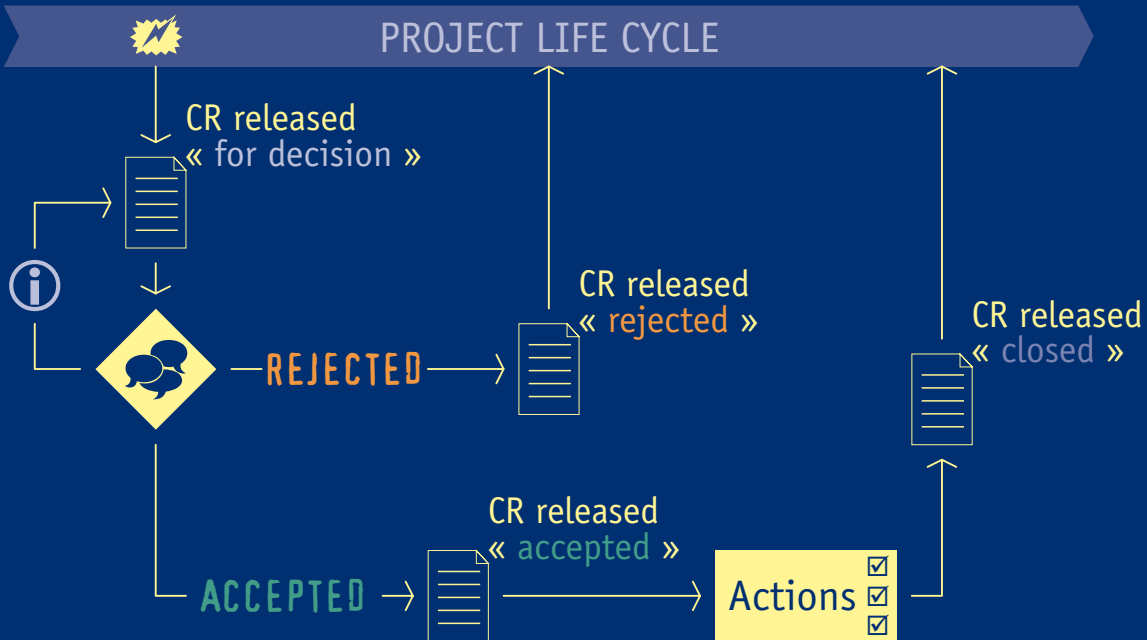 PROJECT LIFE CYCLE
CR released
« for decision »
CR released
« rejected »
CR released
« closed »
REJECTED
CR released
« accepted »
ACCEPTED
Actions